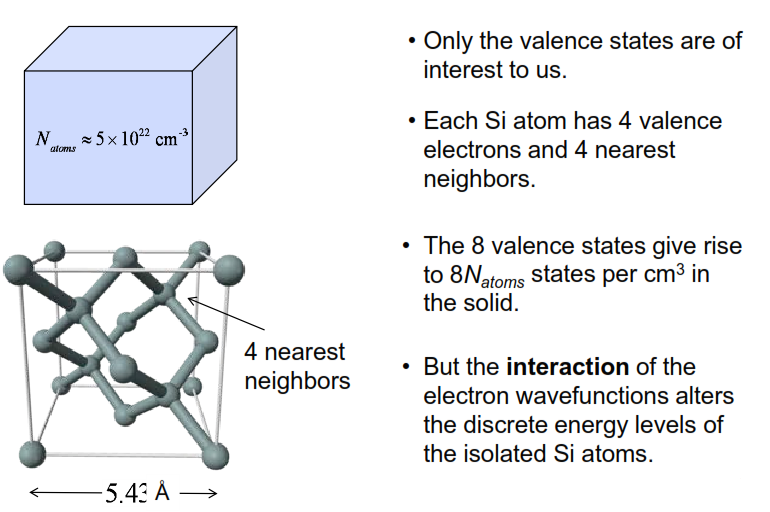 N_atoms ≈ 5 × 10^22 cm^-3
4 nearest
neighbors
5.43 Å
• Only the valence states are of
interest to us.
• Each Si atom has 4 valence
electrons and 4 nearest
neighbors.
• The 8 valence states give rise
to 8N_atoms states per cm³ in
the solid.
• But the interaction of the
electron wavefunctions alters
the discrete energy levels of
the isolated Si atoms.